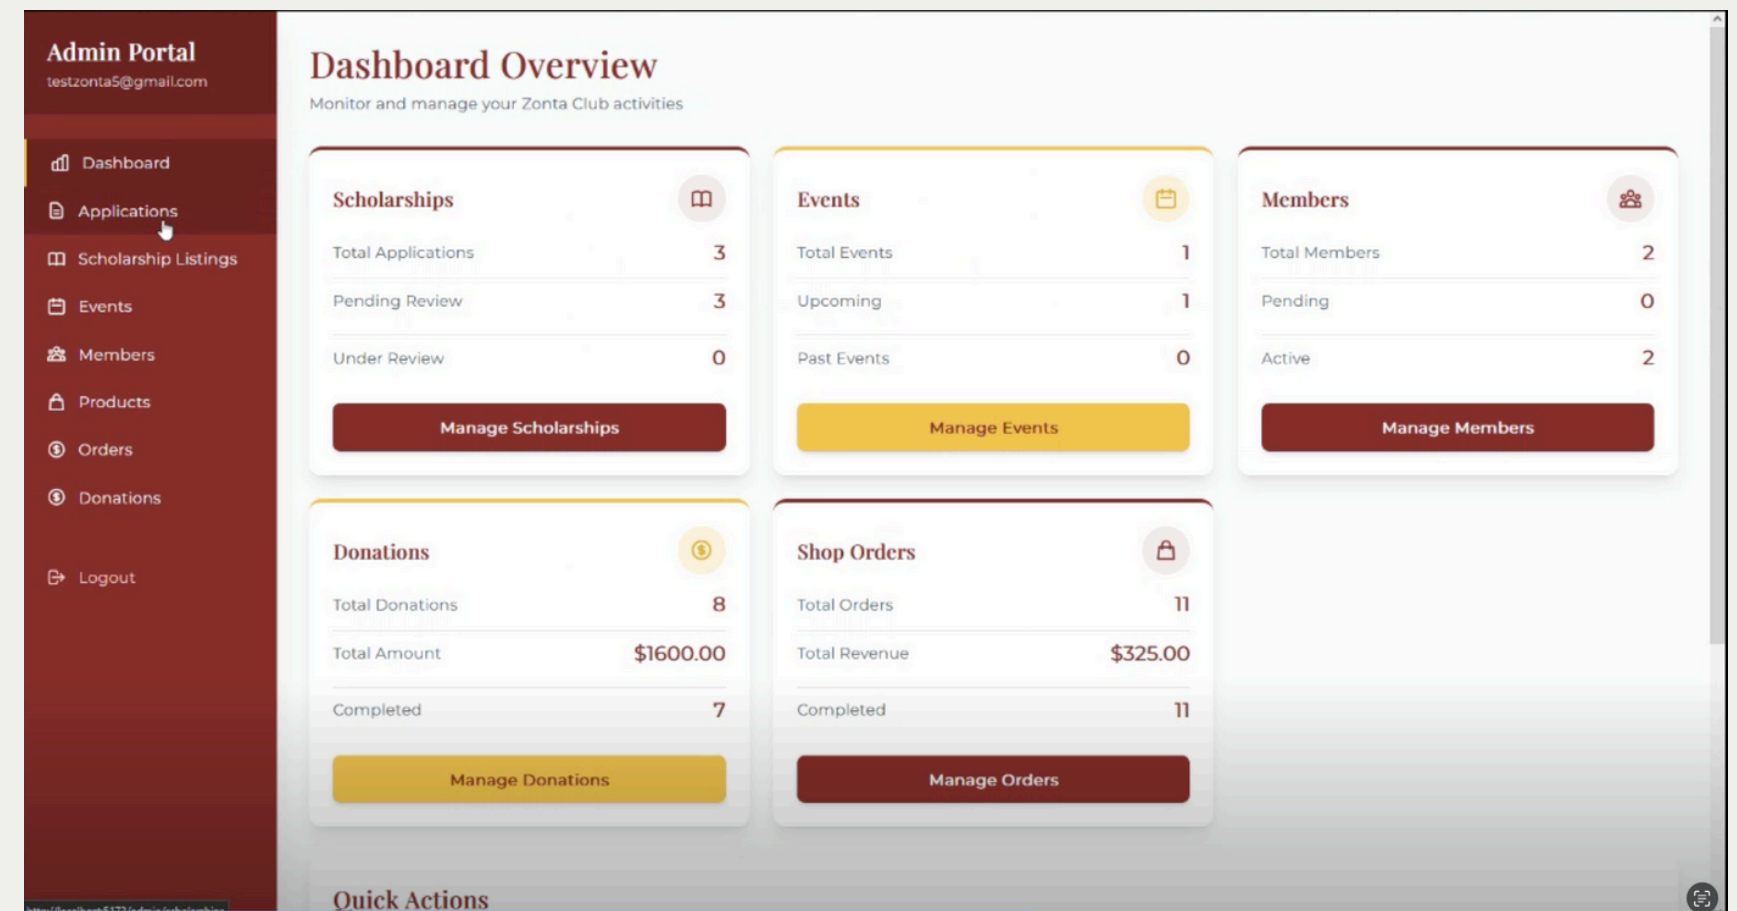 Admin Portal
testzonta5@gmail.com
Dashboard
Applications
Scholarship Listings
Events
Members
Products
Orders
Donations
Logout
Dashboard Overview
Monitor and manage your Zonta Club activities
Scholarships
Total Applications 3
Pending Review 3
Under Review 0
Manage Scholarships
Events
Total Events 1
Upcoming 1
Past Events 0
Manage Events
Members
Total Members 2
Pending 0
Active 2
Manage Members
Donations
Total Donations 8
Total Amount $1600.00
Completed 7
Manage Donations
Shop Orders
Total Orders 11
Total Revenue $325.00
Completed 11
Manage Orders
Quick Actions